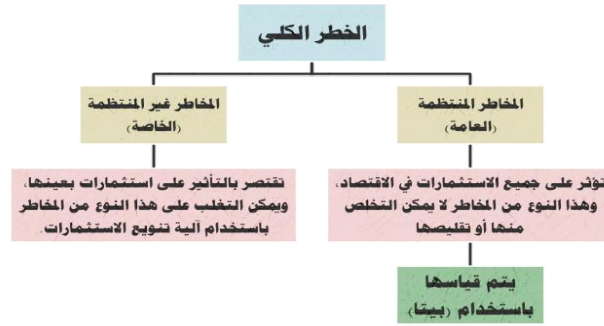 الخطر الكلي
المخاطر المنتظمة
(العامة)
المخاطر غير المنتظمة
(الخاصة)
تؤثر على جميع الاستثمارات في الاقتصاد،
وهذا النوع من المخاطر لا يمكن التخلص
منها أو تقليصها
تقتصر بالتأثير على استثمارات بعينها،
ويمكن التغلب على هذا النوع من المخاطر
باستخدام آلية تنويع الاستثمارات.
يتم قياسها
باستخدام (بيتا)